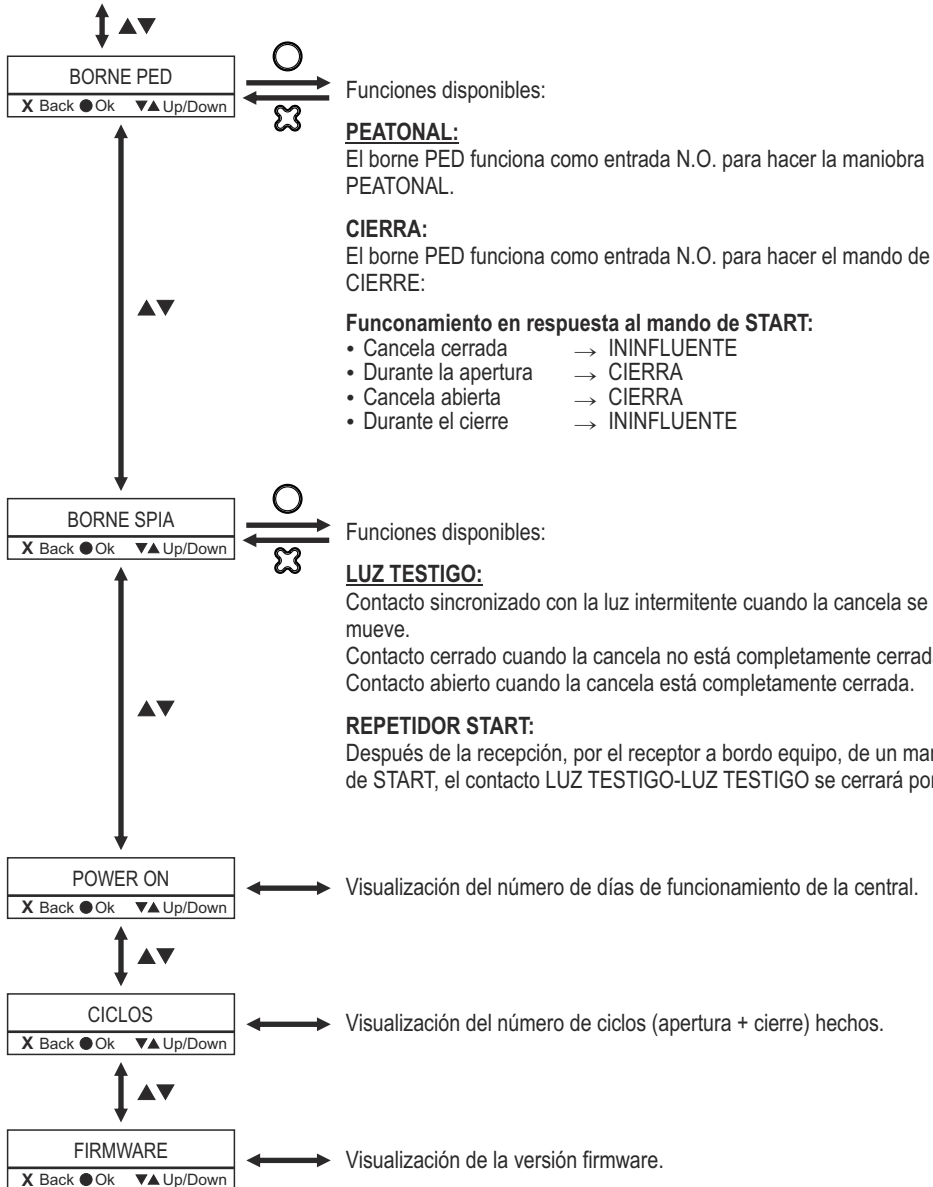 ▲▼
BORNE PED
X Back ● Ok ▼▲ Up/Down
Funciones disponibles:
PEATONAL:
El borne PED funciona como entrada N.O. para hacer la maniobra
PEATONAL.
CIERRA:
El borne PED funciona como entrada N.O. para hacer el mando de
CIERRE:
▲▼
Funconamiento en respuesta al mando de START:
• Cancela cerrada → ININFLUENTE
• Durante la apertura → CIERRA
• Cancela abierta → CIERRA
• Durante el cierre → ININFLUENTE
BORNE SPIA
X Back ● Ok ▼▲ Up/Down
Funciones disponibles:
LUZ TESTIGO:
Contacto sincronizado con la luz intermitente cuando la cancela se
mueve.
Contacto cerrado cuando la cancela no está completamente
Contacto abierto cuando la cancela está completamente cerrada.
▲▼
REPETIDOR START:
Después de la recepción, por el receptor a bordo equipo, de un
de START, el contacto LUZ TESTIGO-LUZ TESTIGO se cerrará
POWER ON
X Back ● Ok ▼▲ Up/Down
Visualización del número de días de funcionamiento de la central.
▲▼
CICLOS
X Back ● Ok ▼▲ Up/Down
Visualización del número de ciclos (apertura + cierre) hechos.
▲▼
FIRMWARE
X Back ● Ok ▼▲ Up/Down
Visualización de la versión firmware.